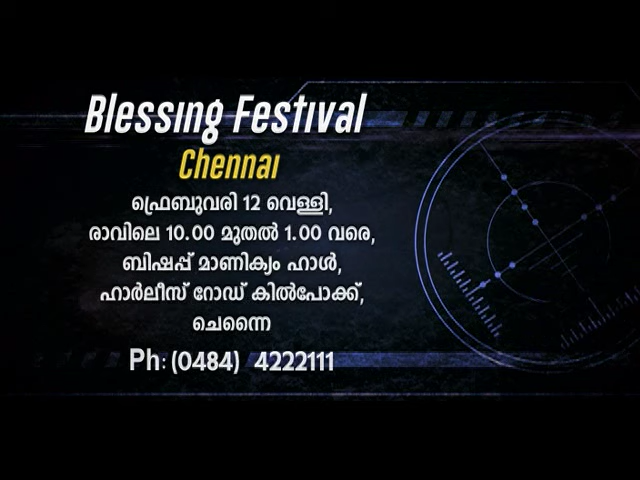 Blessing Festival
Chennai
ഫ്രെബുവരി 12 വെള്ളി,
രാവിലെ 10.00 മുതൽ 1.00 വരെ,
ബിഷപ്പ് മാണിക്യം ഹാൾ,
ഹാർലീസ് റോഡ് കിൽപോക്ക്,
ചെന്നൈ
Ph: (0484) 4222111